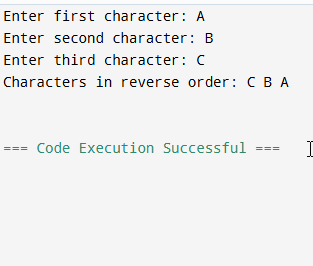 Enter first character: A
Enter second character: B
Enter third character: C
Characters in reverse order: C B A
=== Code Execution Successful ===